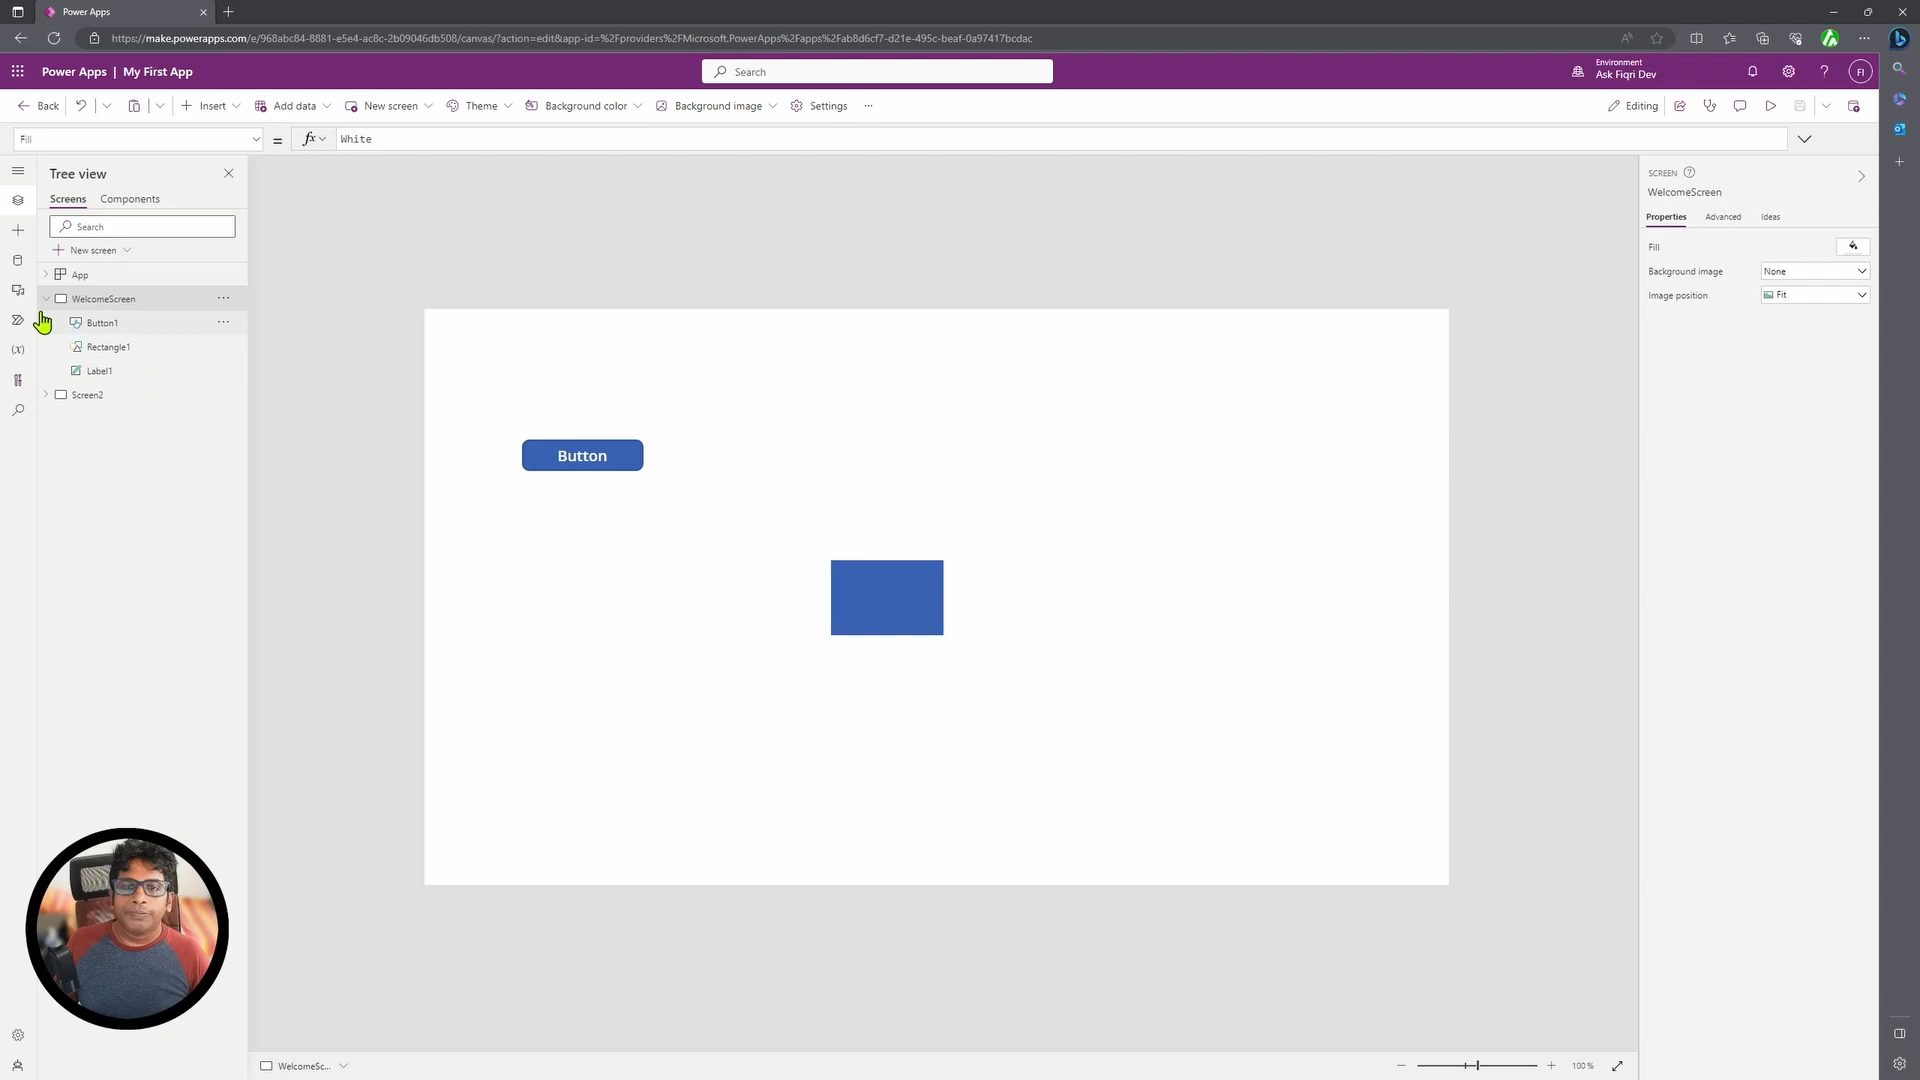 Power Apps
https://make.powerapps.com/e/968abc84-8881-e5e4-ac8c-2b09046db508/canvas/?action=edit&app-id=%2Fproviders%2FMicrosoft.PowerApps%2Fapps%2Fab8d6cf7-d21e-495c-beaf-0a97417bcdac
Power Apps | My First App
Search
Environment
Ask Fiqri Dev
FI
Back
Insert
Add data
New screen
Theme
Background color
Background image
Settings
Editing
Fill
=
fx
White
Tree view
Screens
Components
Search
New screen
App
WelcomeScreen
Button1
Rectangle1
Label1
Screen2
Button
SCREEN
WelcomeScreen
Properties
Advanced
Ideas
Fill
Background image
None
Image position
Fit
WelcomeSc...
100 %